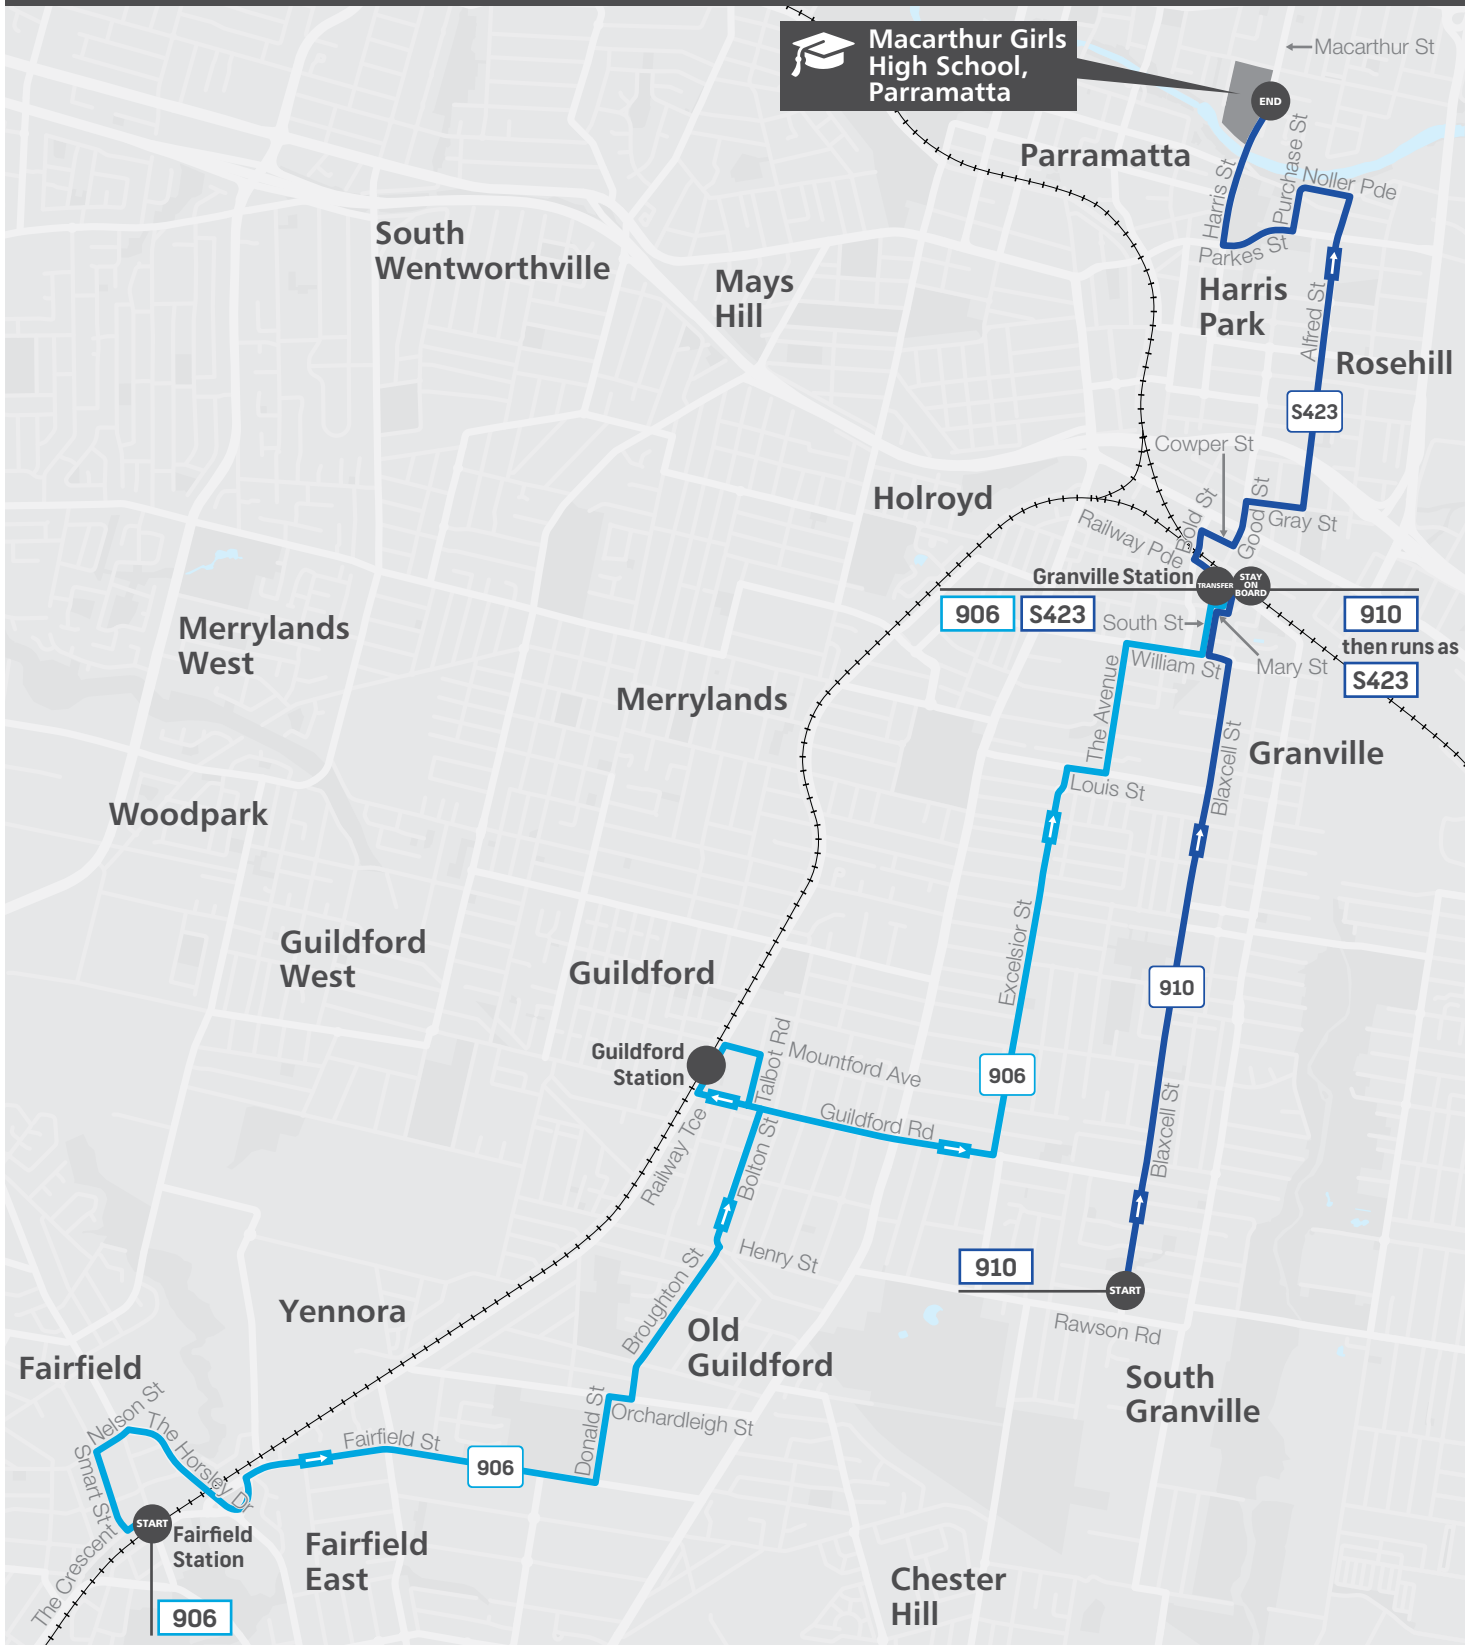 Macarthur Girls
High School,
Parramatta
Macarthur St
END
Parramatta
Harris St
Purchase St
Noller Pde
Parkes St
South
Wentworthville
Mays
Hill
Harris
Park
Alfred St
Rosehill
S423
Cowper St
Holroyd
Bold St
Good St
Gray St
Railway Pde
Granville Station
TRANSFER
STAY
ON
BOARD
906
S423
910
then runs as
S423
South St
Mary St
William St
Merrylands
West
Merrylands
The Avenue
Granville
Blaxcell St
Louis St
Woodpark
Guildford
West
Guildford
Excelsior St
910
Guildford
Station
Talbot Rd
Mountford Ave
906
Guildford Rd
Railway Tce
Bolton St
Blaxcell St
Henry St
910
START
Rawson Rd
Broughton St
Yennora
Old
Guildford
Fairfield
South
Granville
Nelson St
The Horsley Dr
Smart St
Fairfield St
Donald St
Orchardleigh St
906
START
Fairfield
Station
The Crescent
Fairfield
East
Chester
Hill
906